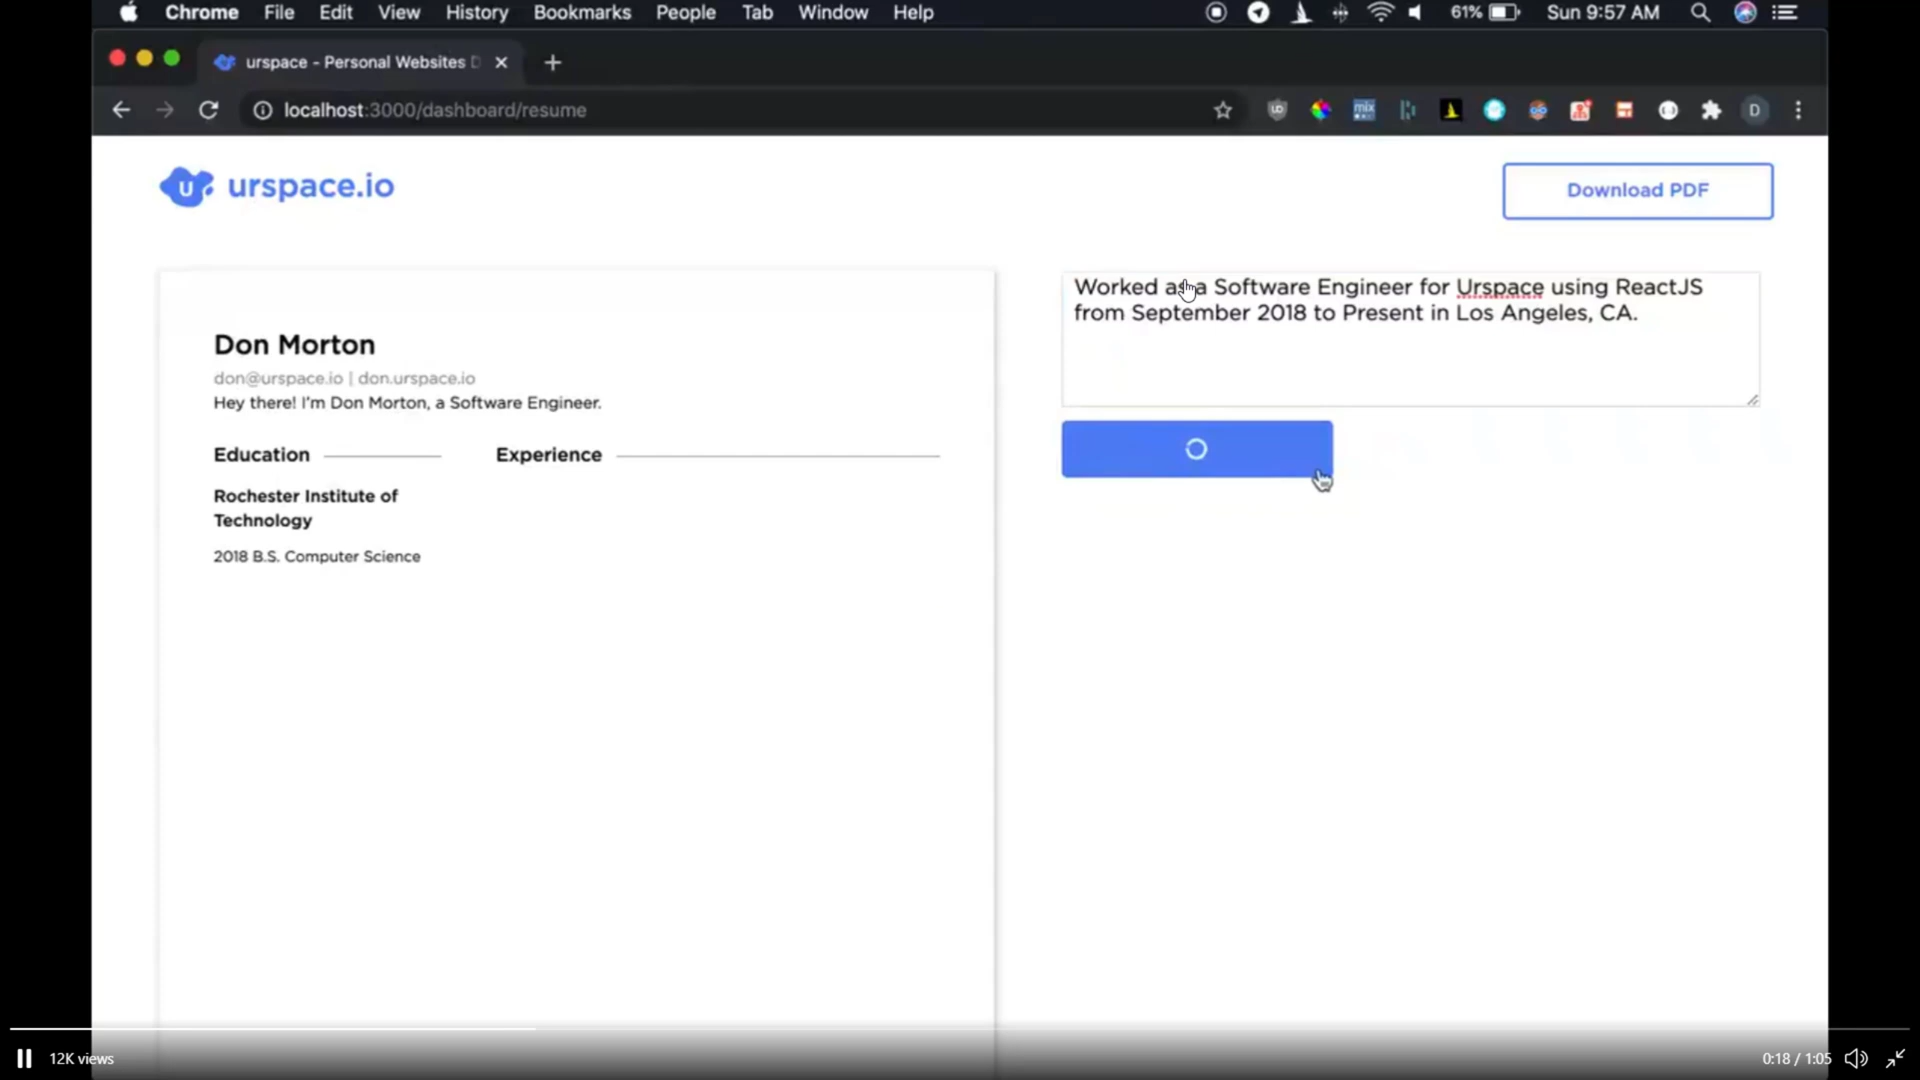 Chrome File Edit View History Bookmarks People Tab Window Help 61% Sun 9:57 AM
urspace - Personal Websites
localhost:3000/dashboard/resume
mix
D
U urspace.io
Download PDF
Worked as a Software Engineer for Urspace using ReactJS
from September 2018 to Present in Los Angeles, CA.
Don Morton
don@urspace.io | don.urspace.io
Hey there! I'm Don Morton, a Software Engineer.
Education
Experience
Rochester Institute of
Technology
2018 B.S. Computer Science
12K views
0:18 / 1:05